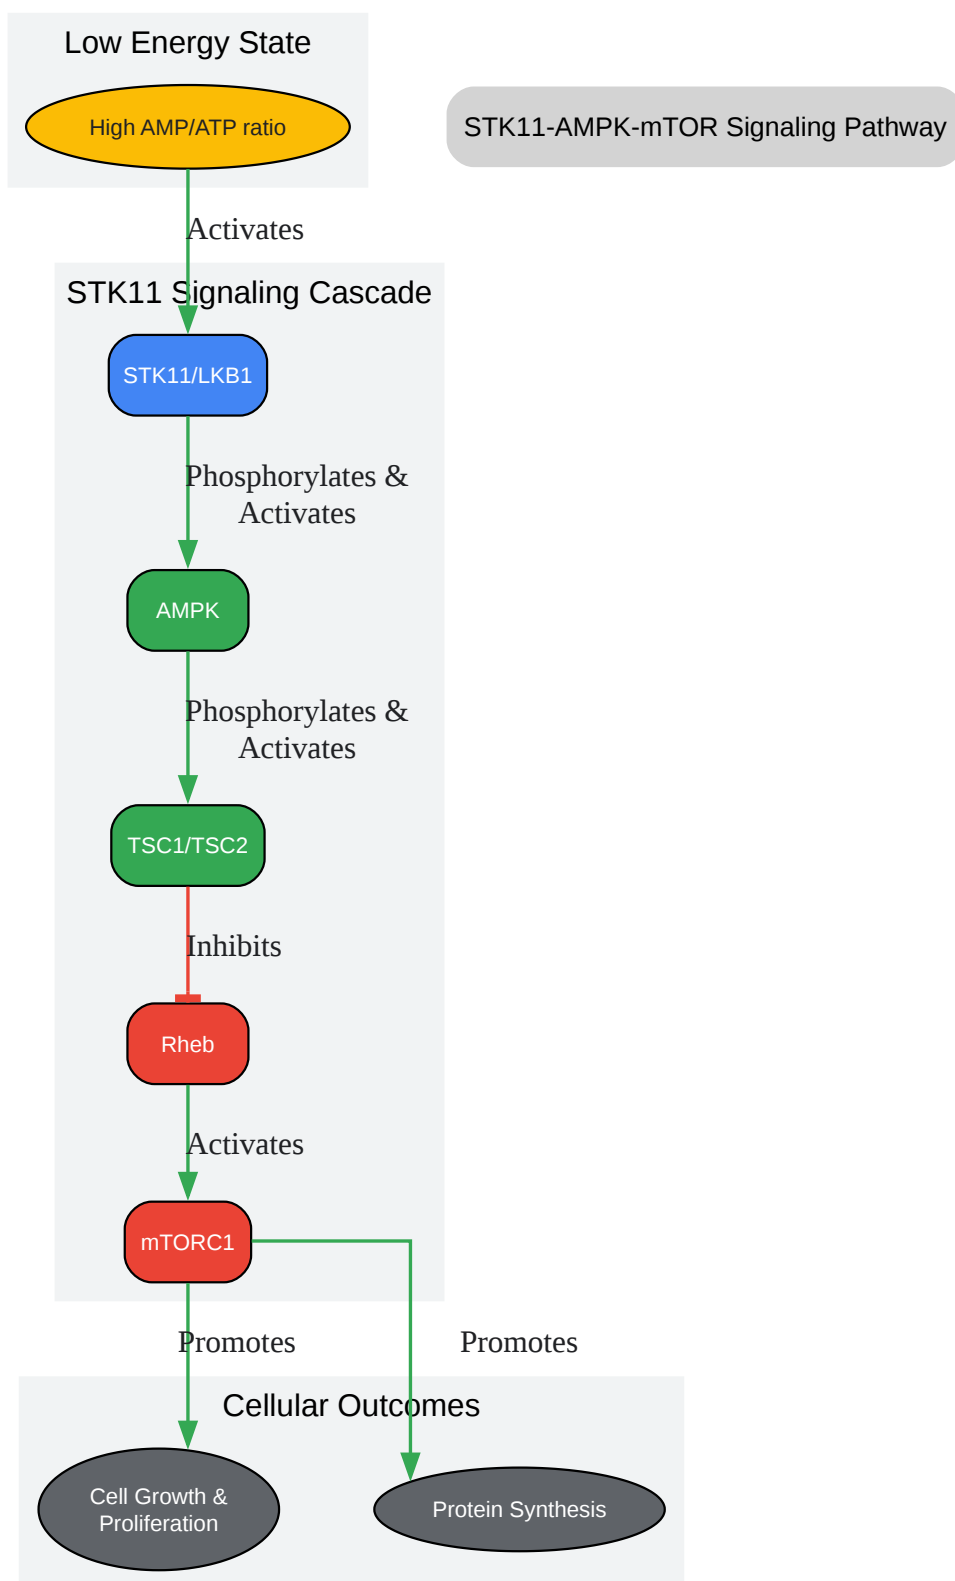 Low Energy State
High AMP/ATP ratio
STK11-AMPK-mTOR Signaling Pathway
Activates
STK11 Signaling Cascade
STK11/LKB1
Phosphorylates &
Activates
AMPK
Phosphorylates &
Activates
TSC1/TSC2
Inhibits
Rheb
Activates
mTORC1
Promotes
Promotes
Cellular Outcomes
Cell Growth &
Proliferation
Protein Synthesis